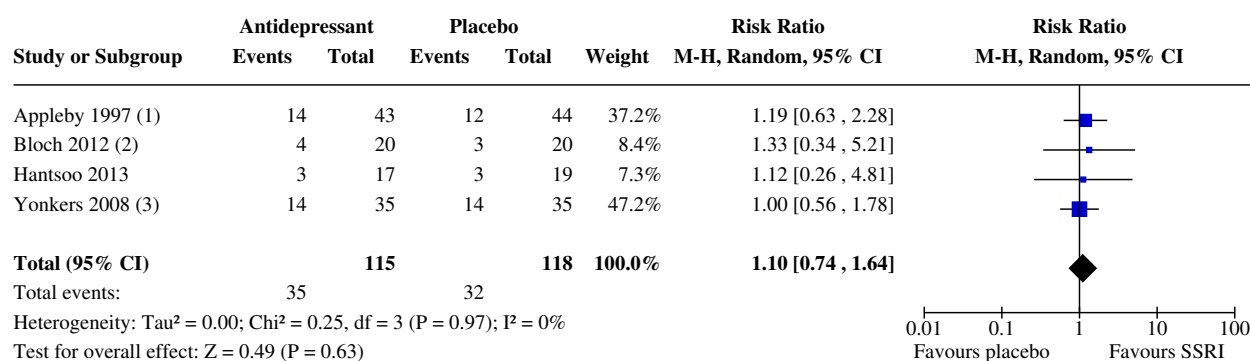 Antidepressant Placebo Risk Ratio Risk Ratio
Study or Subgroup Events Total Events Total Weight M-H, Random, 95% CI M-H, Random, 95% CI
Appleby 1997 (1) 14 43 12 44 37.2% 1.19 [0.63 , 2.28]
Bloch 2012 (2) 4 20 3 20 8.4% 1.33 [0.34 , 5.21]
Hantsoo 2013 3 17 3 19 7.3% 1.12 [0.26 , 4.81]
Yonkers 2008 (3) 14 35 14 35 47.2% 1.00 [0.56 , 1.78]
Total (95% CI) 115 118 100.0% 1.10 [0.74 , 1.64]
Total events: 35 32
Heterogeneity: Tau² = 0.00; Chi² = 0.25, df = 3 (P = 0.97); I² = 0%
0.01 0.1 1 10 100
Test for overall effect: Z = 0.49 (P = 0.63) Favours placebo Favours SSRI